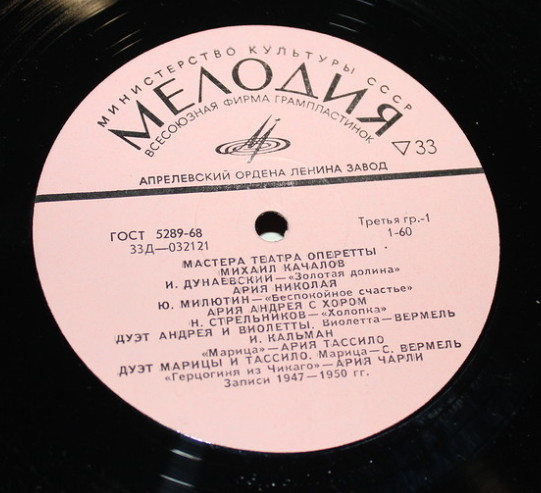 МИНИСТЕРСТВО КУЛЬТУРЫ СССР
МЕЛОДИЯ
ВСЕСОЮЗНАЯ ФИРМА ГРАМПЛАСТИНОК
▽33
АПРЕЛЕВСКИЙ ОРДЕНА ЛЕНИНА ЗАВОД
ГОСТ 5289-68
33Д—032121
Третья гр.-1
1-60
МАСТЕРА ТЕАТРА ОПЕРЕТТЫ
МИХАИЛ КАЧАЛОВ
И. ДУНАЕВСКИЙ—«Золотая долина»
АРИЯ НИКОЛАЯ
Ю. МИЛЮТИН—«Беспокойное счастье»
АРИЯ АНДРЕЯ С ХОРОМ
Н. СТРЕЛЬНИКОВ—«Холопка»
ДУЭТ АНДРЕЯ И ВИОЛЕТТЫ. Виолетта—ВЕРМЕЛЬ
И. КАЛЬМАН
«Марица»—АРИЯ ТАССИЛО
ДУЭТ МАРИЦЫ И ТАССИЛО. Марица—С. ВЕРМЕЛЬ
«Герцогиня из Чикаго»—АРИЯ ЧАРЛИ
Записи 1947—1950 гг.